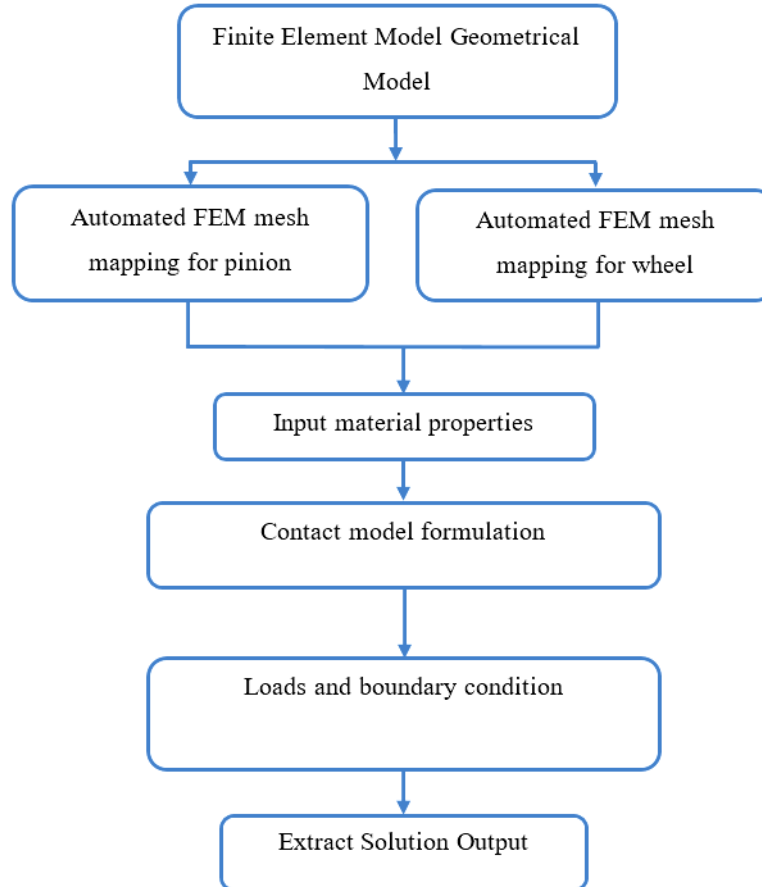 Finite Element Model Geometrical
Model
Automated FEM mesh
mapping for pinion
Automated FEM mesh
mapping for wheel
Input material properties
Contact model formulation
Loads and boundary condition
Extract Solution Output